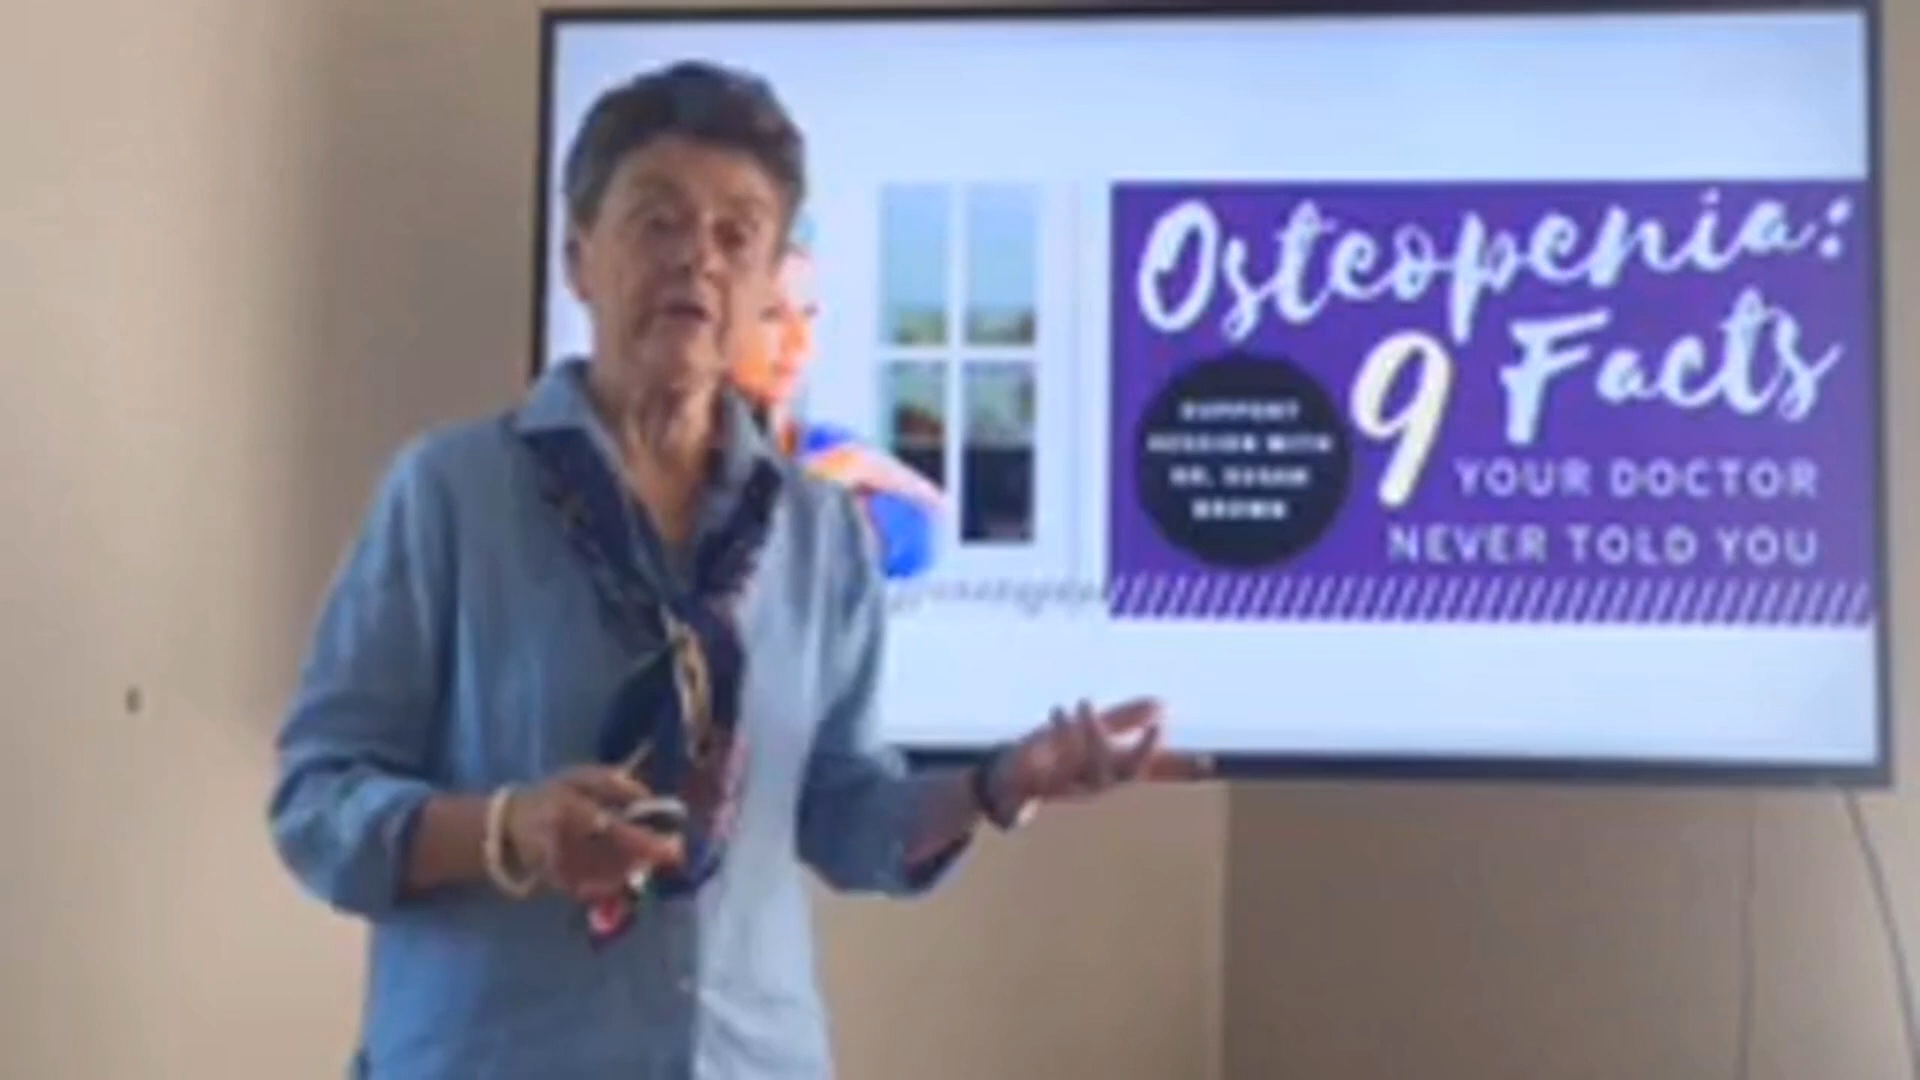 Osteopenia:
9 Facts
YOUR DOCTOR
NEVER TOLD YOU
SUPPORT
SESSION WITH
DR. SUSAN
BROWN